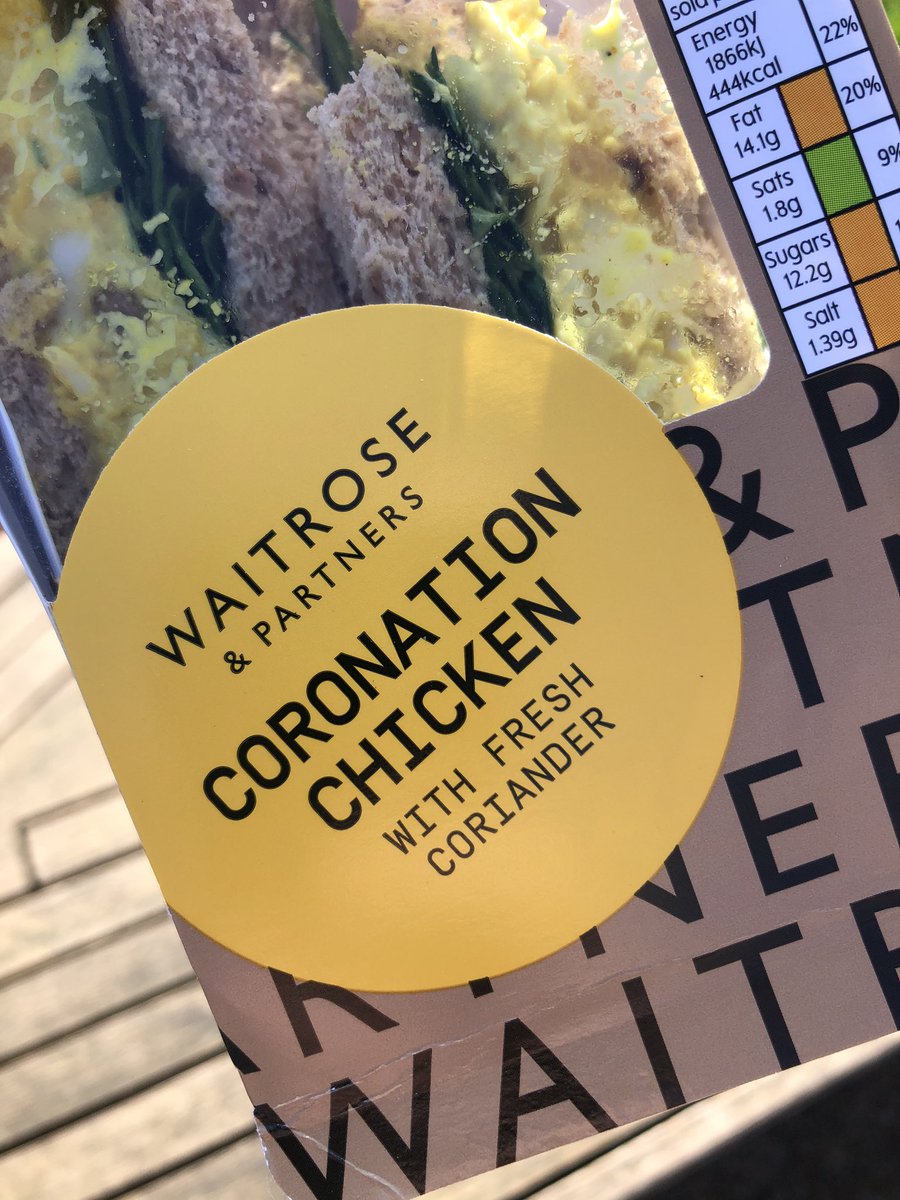 Energy
1866kJ
444kcal
22%
Fat
14.1g
20%
Sats
1.8g
9%
Sugars
12.2g
Salt
1.39g
WAITROSE
& PARTNERS
CORONATION
CHICKEN
WITH FRESH
CORIANDER
& P
WAIT